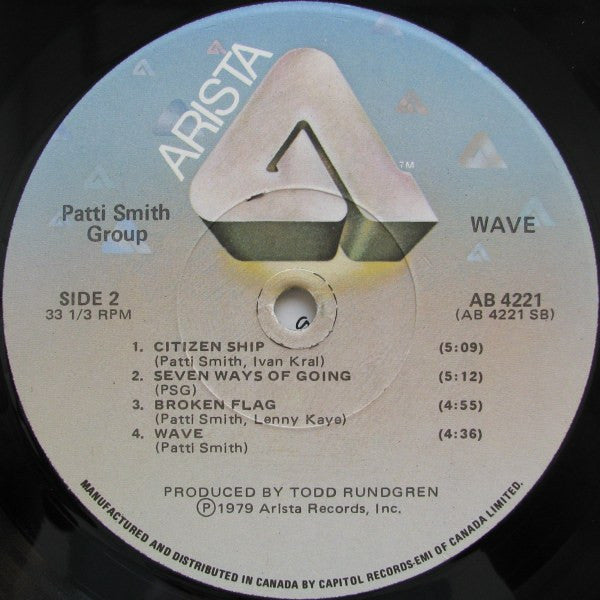 ARISTA
TM
Patti Smith
Group
WAVE
SIDE 2
33 1/3 RPM
AB 4221
(AB 4221 SB)
1. CITIZEN SHIP (5:09)
(Patti Smith, Ivan Kral)
2. SEVEN WAYS OF GOING (5:12)
(PSG)
3. BROKEN FLAG (4:55)
(Patti Smith, Lenny Kaye)
4. WAVE (4:36)
(Patti Smith)
PRODUCED BY TODD RUNDGREN
Ⓟ1979 Arista Records, Inc.
MANUFACTURED AND DISTRIBUTED IN CANADA BY CAPITOL RECORDS-EMI OF CANADA LIMITED.